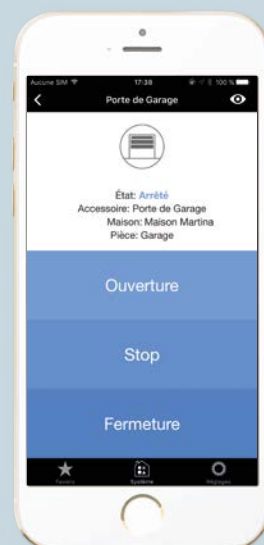 Aucune SIM 17:39 100 %
Porte de Garage
État: Arrêté
Accessoire: Porte de Garage
Maison: Maison Martina
Pièce: Garage
Ouverture
Stop
Fermeture
Favoris Système Réglages